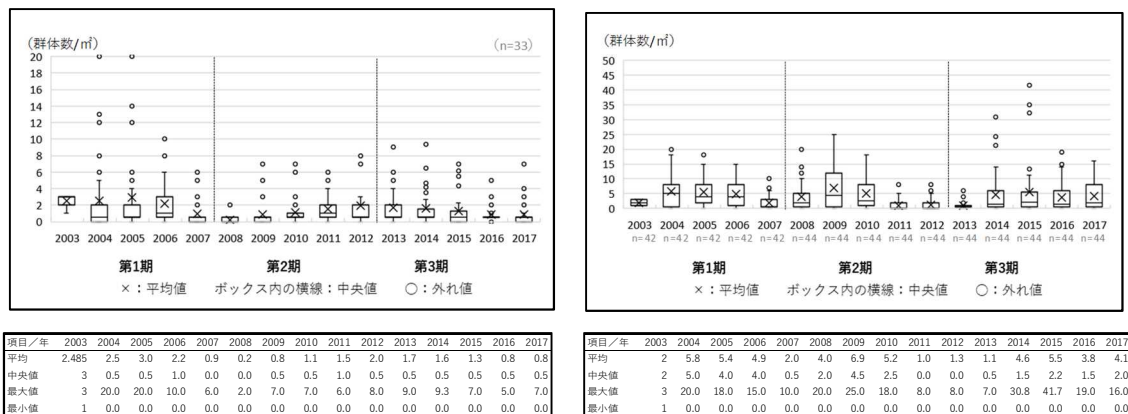 （群体数/㎡）
（n=33）
20
18
16
14
12
10
8
6
4
2
0
2003 2004 2005 2006 2007 2008 2009 2010 2011 2012 2013 2014 2015 2016 2017
第1期 第2期 第3期
×：平均値 ボックス内の横線：中央値 ○：外れ値
項目／年 2003 2004 2005 2006 2007 2008 2009 2010 2011 2012 2013 2014 2015 2016 2017
平均 2.485 2.5 3.0 2.2 0.9 0.2 0.8 1.1 1.5 2.0 1.7 1.6 1.3 0.8 0.8
中央値 3 0.5 0.5 1.0 0.0 0.0 0.5 0.5 1.0 0.5 0.5 0.5 0.5 0.5 0.5
最大値 3 20.0 20.0 10.0 6.0 2.0 7.0 7.0 6.0 8.0 9.0 9.3 7.0 5.0 7.0
最小値 1 0.0 0.0 0.0 0.0 0.0 0.0 0.0 0.0 0.0 0.0 0.0 0.0 0.0 0.0
（群体数/㎡）
50
45
40
35
30
25
20
15
10
5
0
2003 2004 2005 2006 2007 2008 2009 2010 2011 2012 2013 2014 2015 2016 2017
n=42 n=42 n=42 n=42 n=42 n=44 n=44 n=44 n=44 n=44 n=44 n=44 n=44 n=44 n=44
第1期 第2期 第3期
×：平均値 ボックス内の横線：中央値 ○：外れ値
項目／年 2003 2004 2005 2006 2007 2008 2009 2010 2011 2012 2013 2014 2015 2016 2017
平均 2 5.8 5.4 4.9 2.0 4.0 6.9 5.2 1.0 1.3 1.1 4.6 5.5 3.8 4.1
中央値 2 5.0 4.0 4.0 0.5 2.0 4.5 2.5 0.0 0.0 0.5 1.5 2.2 1.5 2.0
最大値 3 20.0 18.0 15.0 10.0 20.0 25.0 18.0 8.0 8.0 7.0 30.8 41.7 19.0 16.0
最小値 1 0.0 0.0 0.0 0.0 0.0 0.0 0.0 0.0 0.0 0.0 0.0 0.0 0.0 0.0